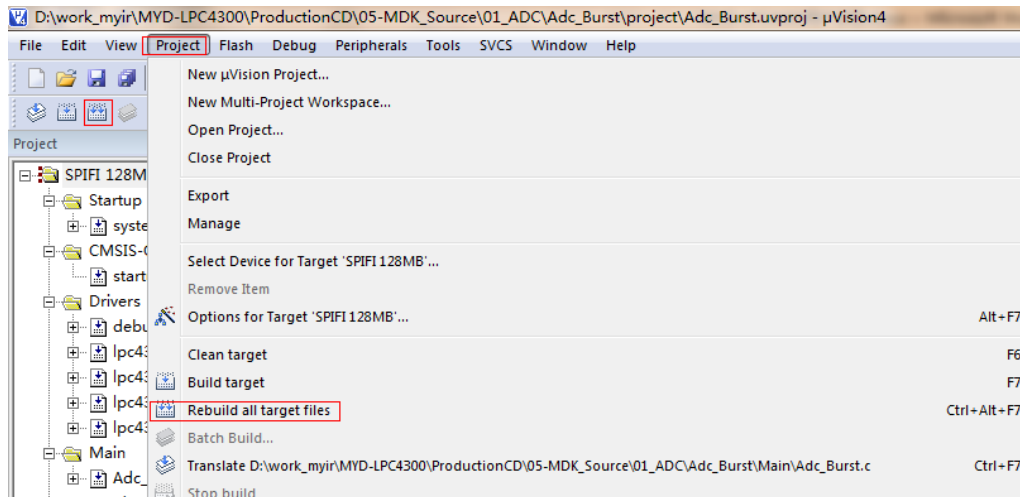 D:\work_myir\MYD-LPC4300\ProductionCD\05-MDK_Source\01_ADC\Adc_Burst\project\Adc_Burst.uvproj - µVision4
File Edit View Project Flash Debug Peripherals Tools SVCS Window Help
New µVision Project...
New Multi-Project Workspace...
Open Project...
Project
Close Project
SPIFI 128M
Startup
Export
syste
Manage
CMSIS-C
Select Device for Target 'SPIFI 128MB'...
start
Remove Item
Drivers
Options for Target 'SPIFI 128MB'... Alt+F7
debu
lpc43
Clean target F6
lpc43
Build target F7
lpc43
Rebuild all target files Ctrl+Alt+F7
lpc43
Batch Build...
Main
Translate D:\work_myir\MYD-LPC4300\ProductionCD\05-MDK_Source\01_ADC\Adc_Burst\Main\Adc_Burst.c Ctrl+F7
Adc_
Stop build